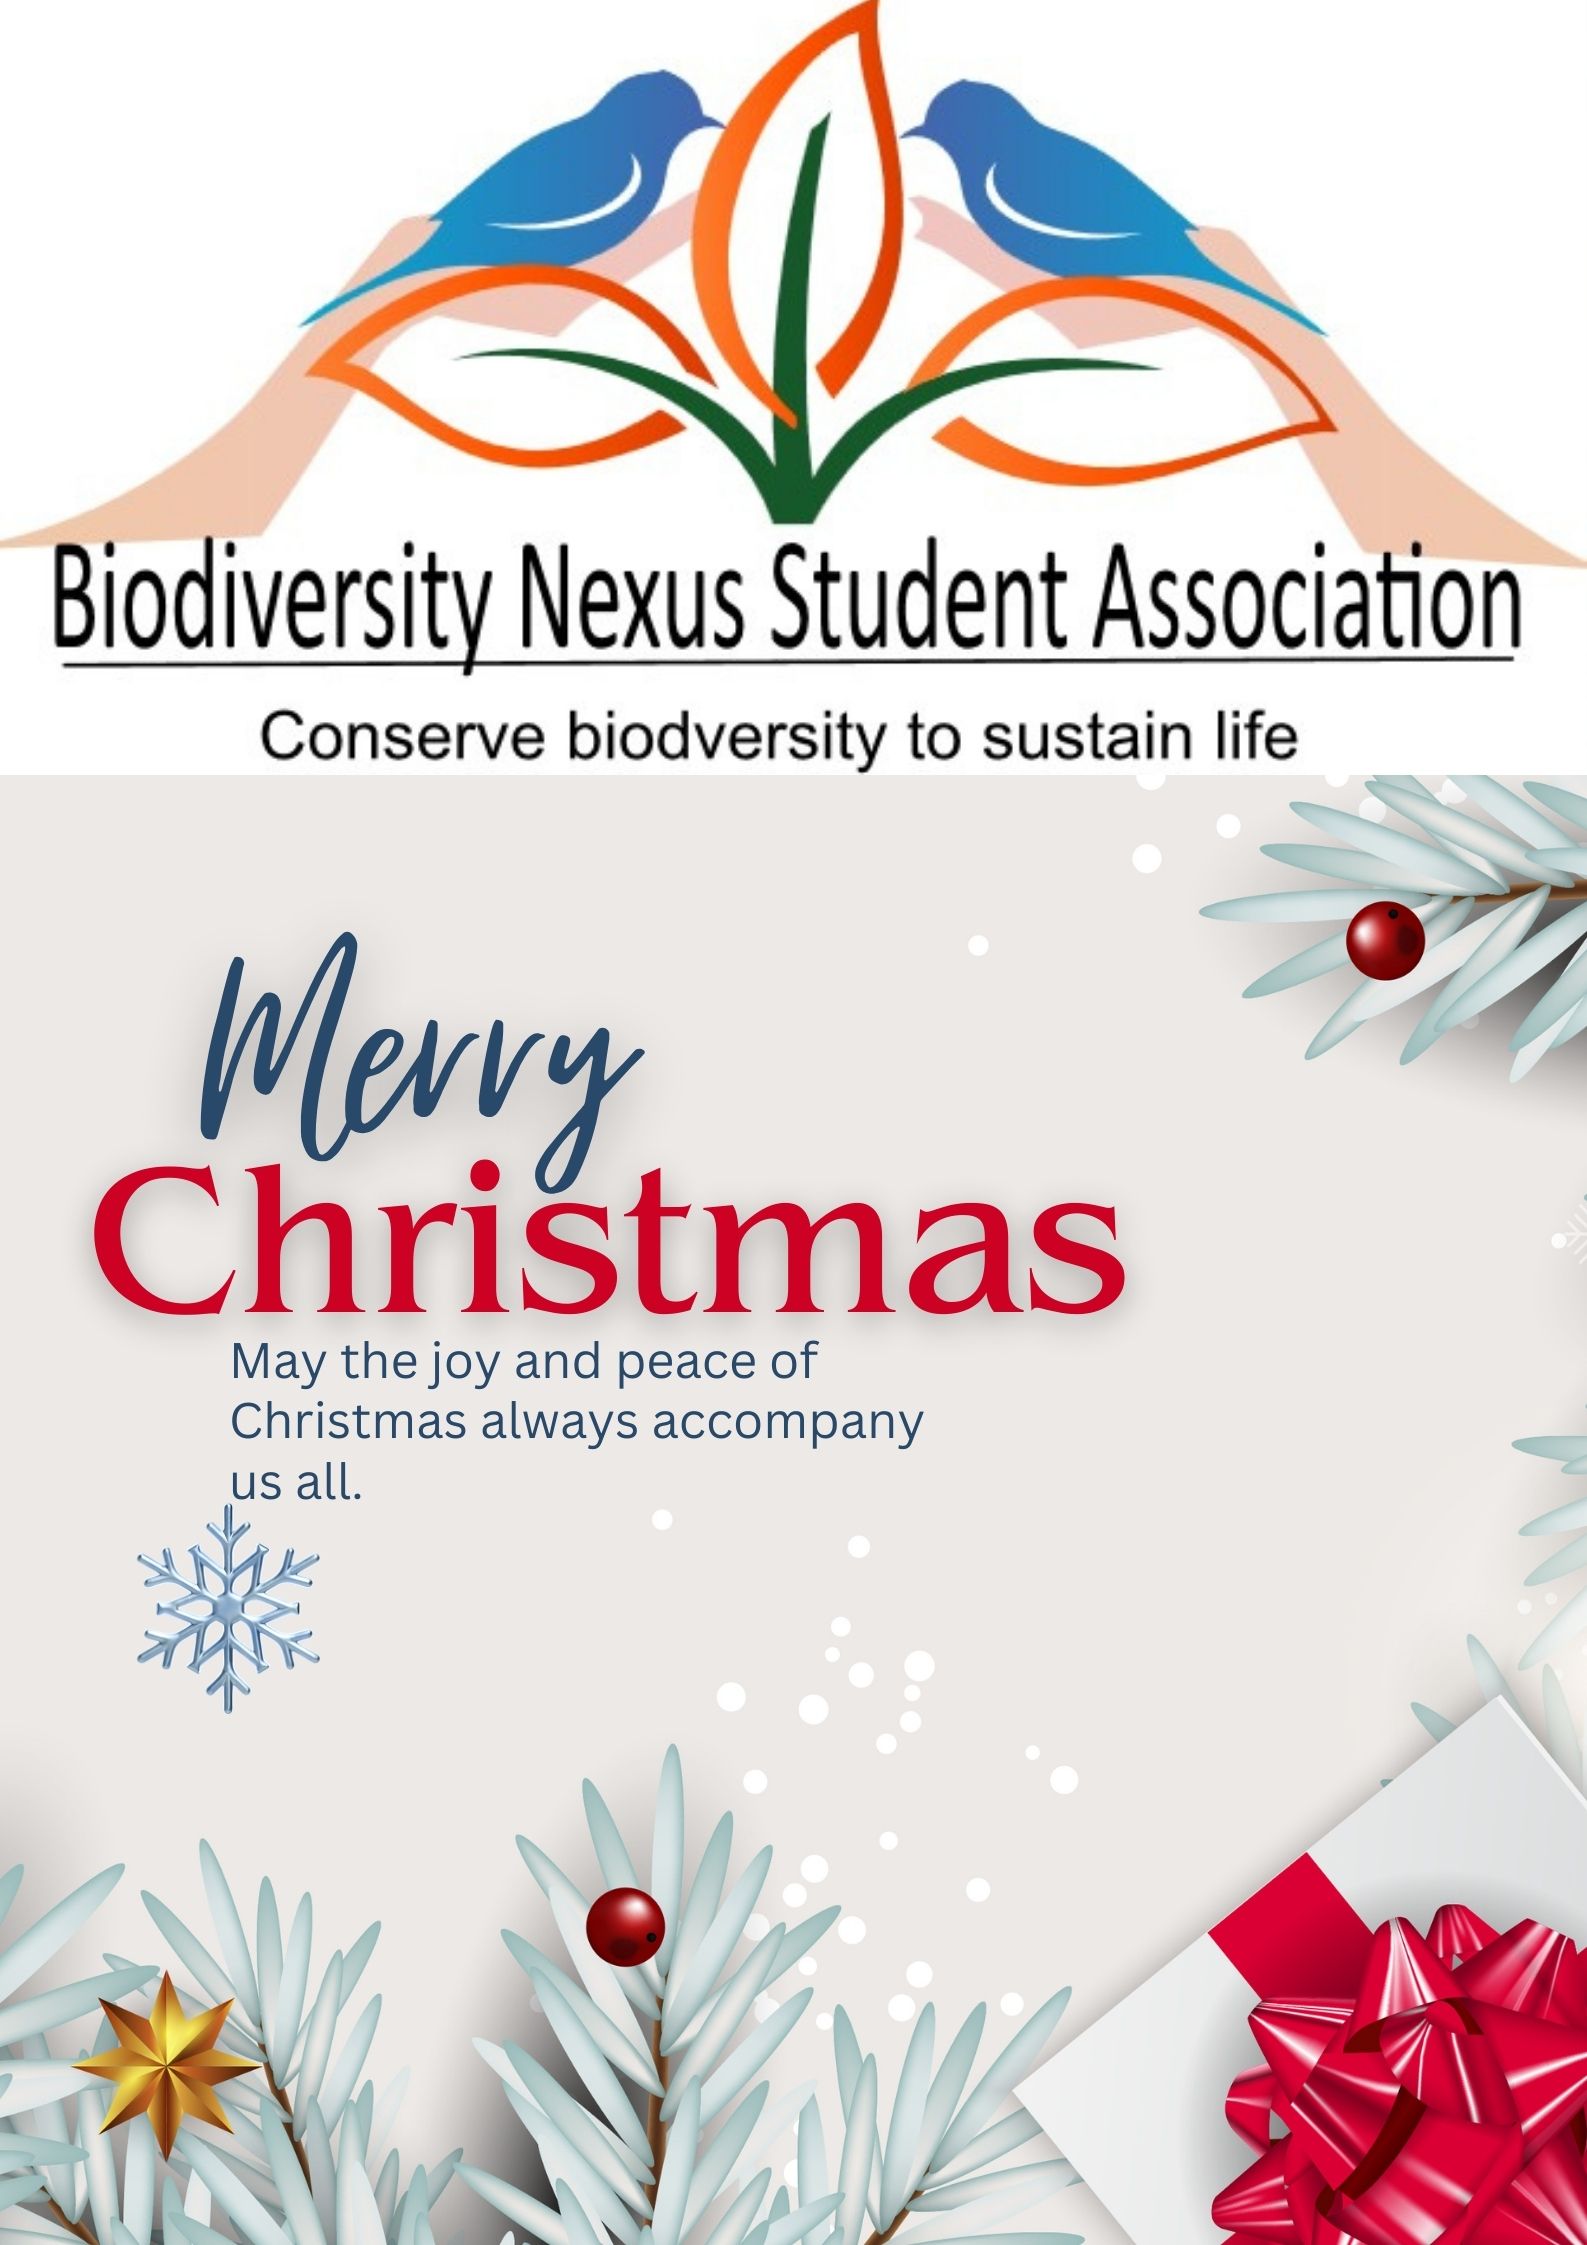 Biodiversity Nexus Student Association
Conserve biodversity to sustain life
Merry
Christmas
May the joy and peace of
Christmas always accompany
us all.